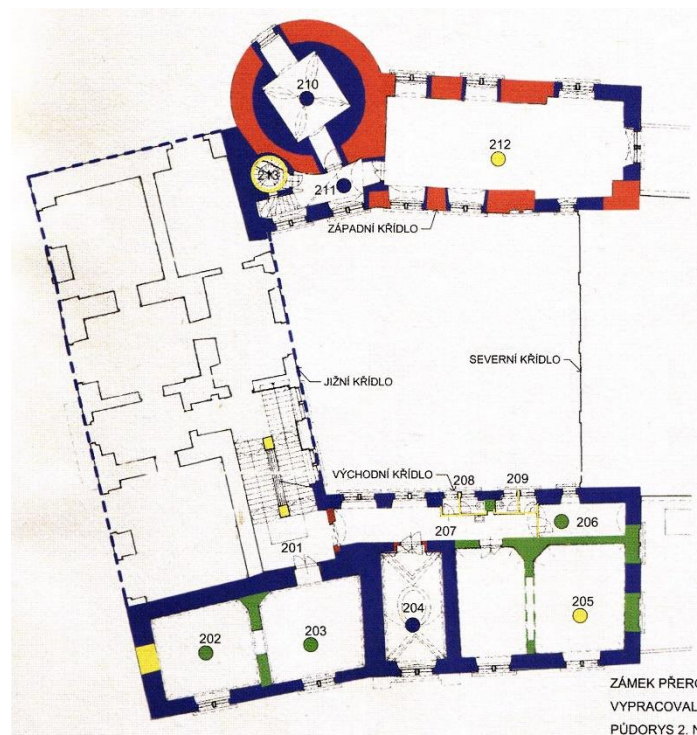 210
212
213
211
ZÁPADNÍ KŘÍDLO
SEVERNÍ KŘÍDLO
JIŽNÍ KŘÍDLO
VÝCHODNÍ KŘÍDLO
208
209
206
207
201
204
205
202
203
ZÁMEK PŘERO
VYPRACOVAL
PŮDORYS 2. N